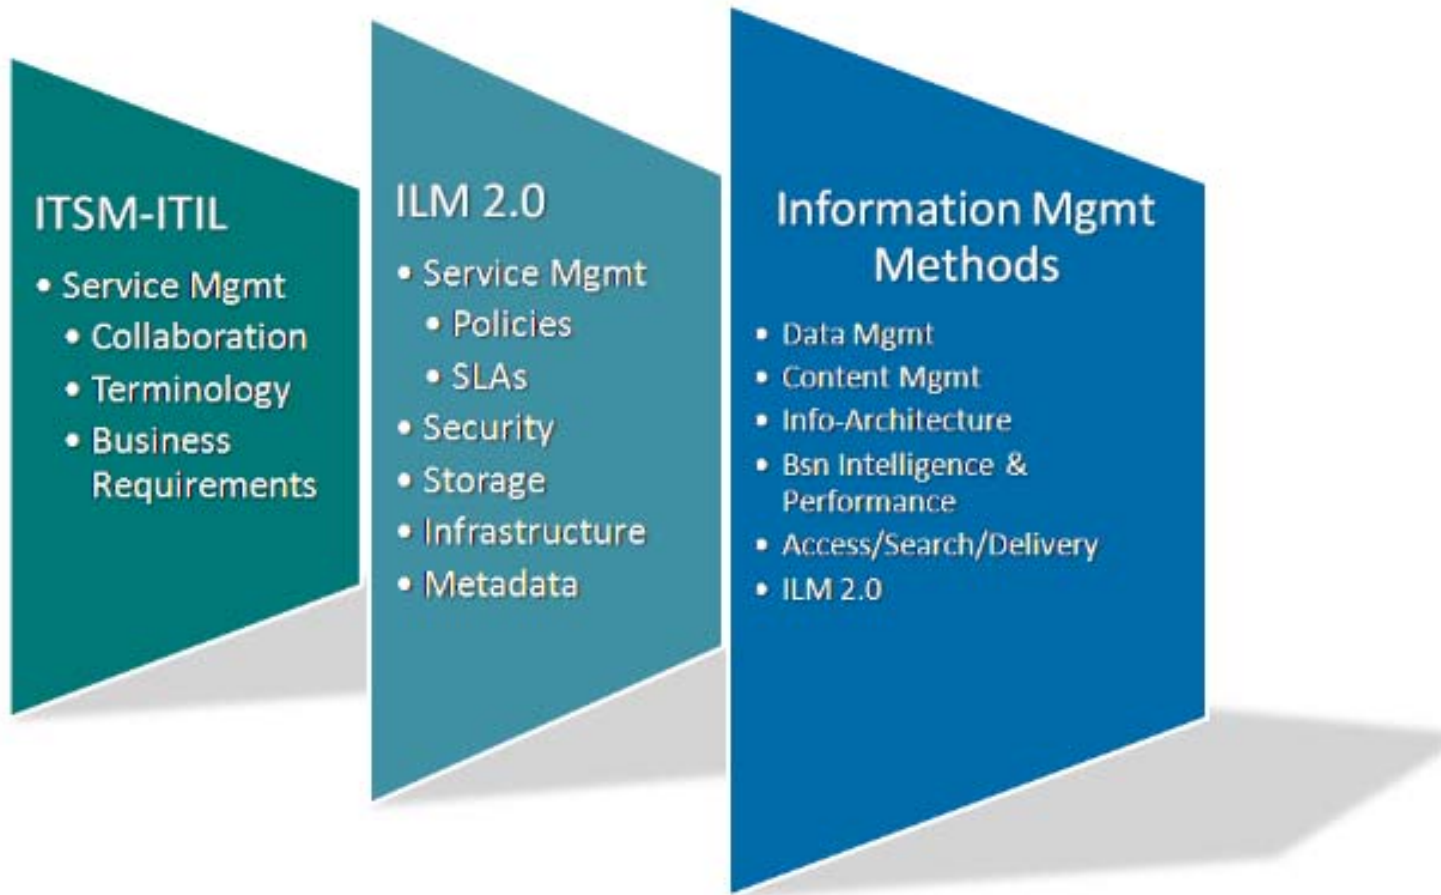 ITSM-ITIL
• Service Mgmt
• Collaboration
• Terminology
• Business
Requirements
ILM 2.0
• Service Mgmt
• Policies
• SLAs
• Security
• Storage
• Infrastructure
• Metadata
Information Mgmt
Methods
• Data Mgmt
• Content Mgmt
• Info-Architecture
• Bsn Intelligence &
Performance
• Access/Search/Delivery
• ILM 2.0